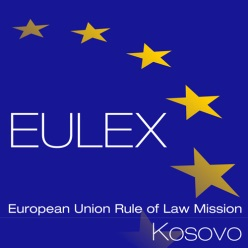 EULEX
European Union Rule of Law Mission
Kosovo